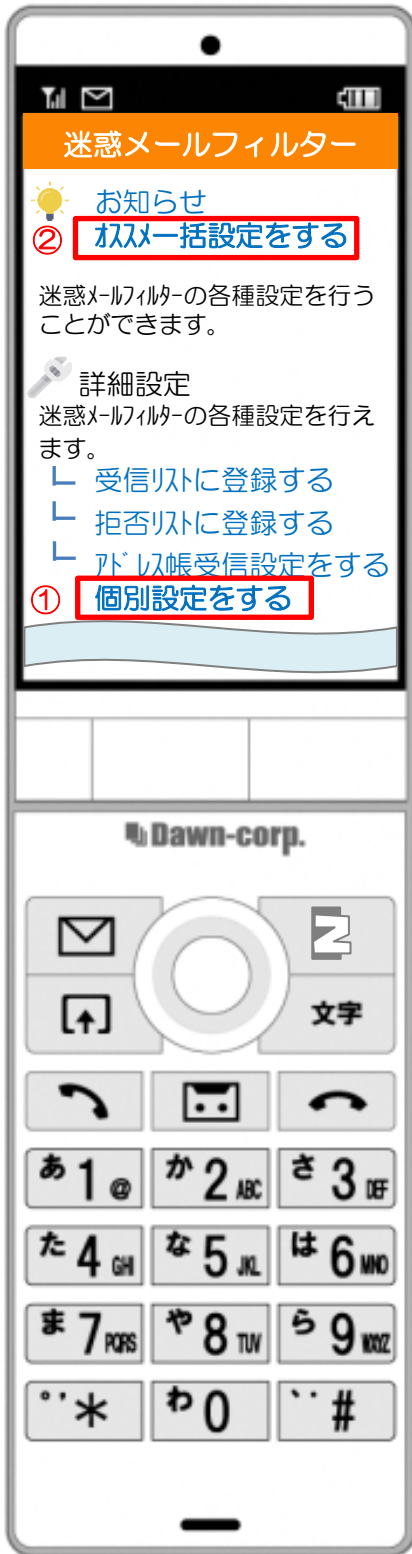 迷惑メールフィルター
お知らせ
② ｵｽｽﾒ一括設定をする
迷惑ﾒｰﾙﾌｨﾙﾀｰの各種設定を行う
ことができます。
詳細設定
迷惑ﾒｰﾙﾌｨﾙﾀｰの各種設定を行え
ます。
受信ﾘｽﾄに登録する
拒否ﾘｽﾄに登録する
ｱﾄﾞﾚｽ帳受信設定をする
① 個別設定をする
Dawn-corp.
文字
あ 1 @ か 2 ABC さ 3 DEF
た 4 GHI な 5 JKL は 6 MNO
ま 7 PQRS や 8 TUV ら 9 WXYZ
゜・* わ 0 、・ #